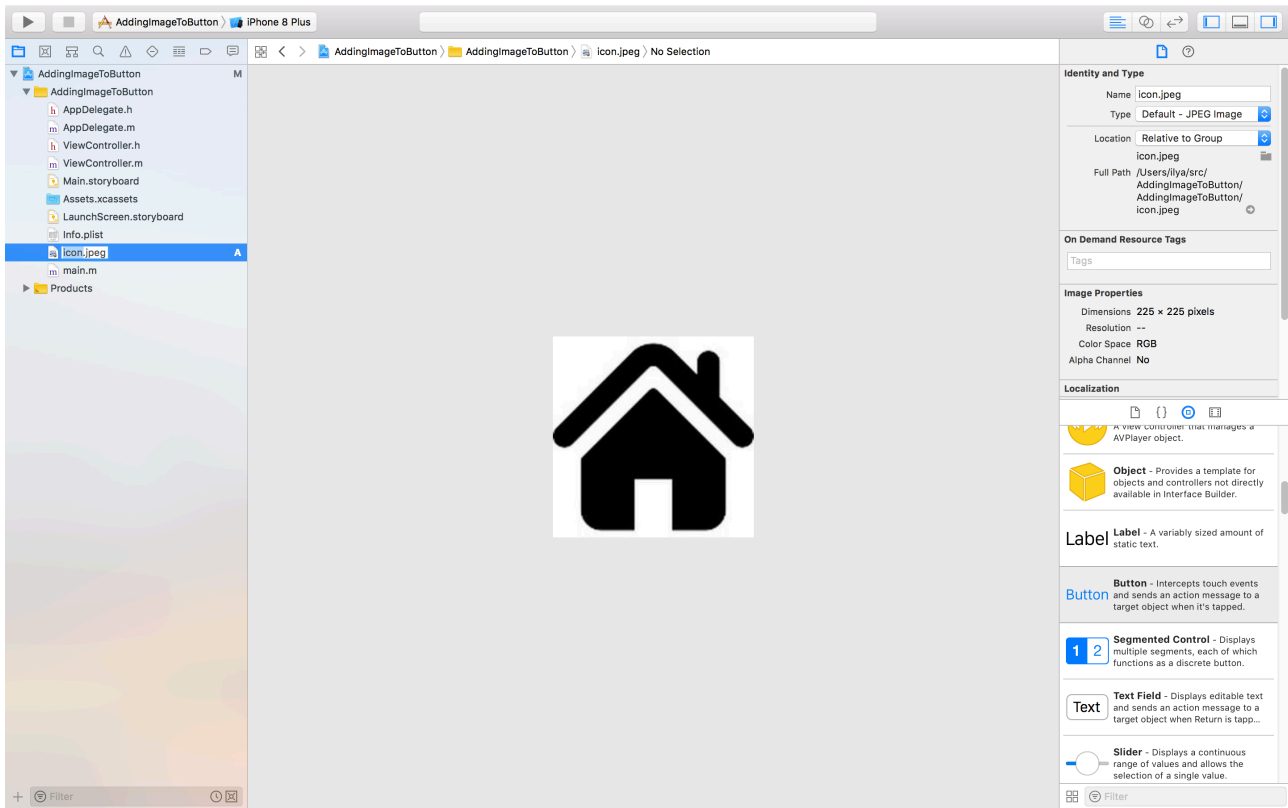 AddingImageToButton 〉 iPhone 8 Plus
AddingImageToButton 〉 AddingImageToButton 〉 icon.jpeg 〉 No Selection
AddingImageToButton M
AddingImageToButton
h AppDelegate.h
m AppDelegate.m
h ViewController.h
m ViewController.m
Main.storyboard
Assets.xcassets
LaunchScreen.storyboard
Info.plist
icon.jpeg A
m main.m
Products
Filter
Identity and Type
Name icon.jpeg
Type Default - JPEG Image
Location Relative to Group
icon.jpeg
Full Path /Users/ilya/src/
AddingImageToButton/
AddingImageToButton/
icon.jpeg
On Demand Resource Tags
Tags
Image Properties
Dimensions 225 × 225 pixels
Resolution --
Color Space RGB
Alpha Channel No
Localization
A view controller that manages a
AVPlayer object.
Object - Provides a template for
objects and controllers not directly
available in Interface Builder.
Label Label - A variably sized amount of
static text.
Button - Intercepts touch events
Button and sends an action message to a
target object when it's tapped.
Segmented Control - Displays
1 2 multiple segments, each of which
functions as a discrete button.
Text Field - Displays editable text
Text and sends an action message to a
target object when Return is tapp...
Slider - Displays a continuous
range of values and allows the
selection of a single value.
Filter